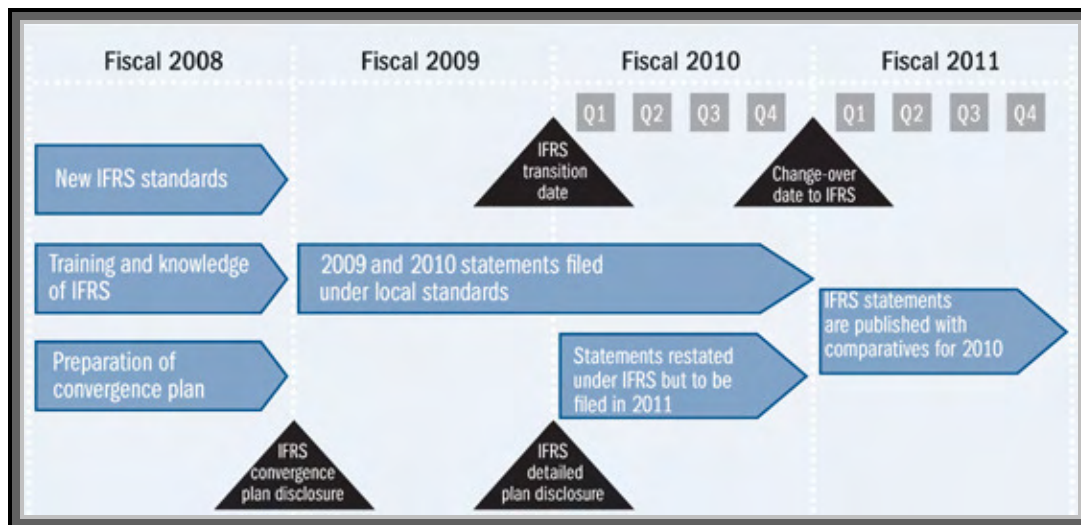 Fiscal 2008
Fiscal 2009
Fiscal 2010
Fiscal 2011
Q1
Q2
Q3
Q4
Q1
Q2
Q3
Q4
IFRS
transition
date
Change-over
date to IFRS
New IFRS standards
Training and knowledge
of IFRS
2009 and 2010 statements filed
under local standards
IFRS statements
are published with
comparatives for 2010
Preparation of
convergence plan
Statements restated
under IFRS but to be
filed in 2011
IFRS
convergence
plan disclosure
IFRS
detailed
plan disclosure